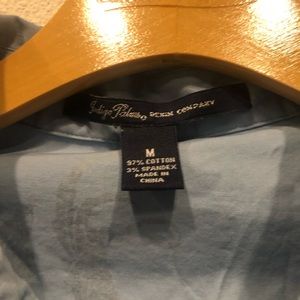 Indigo Palms DENIM COMPANY
M
97% COTTON
3% SPANDEX
MADE IN
CHINA